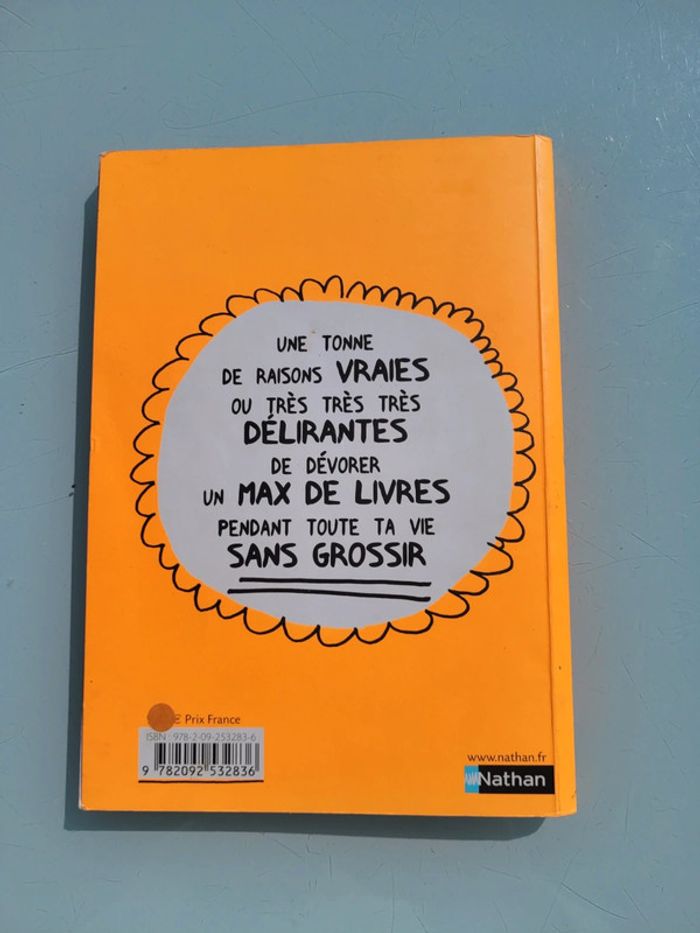 UNE TONNE
DE RAISONS VRAIES
OU TRÈS TRÈS TRÈS
DÉLIRANTES
DE DÉVORER
UN MAX DE LIVRES
PENDANT TOUTE TA VIE
SANS GROSSIR
€ Prix France
ISBN : 978-2-09-253283-6
9 782092 532836
www.nathan.fr
Nathan